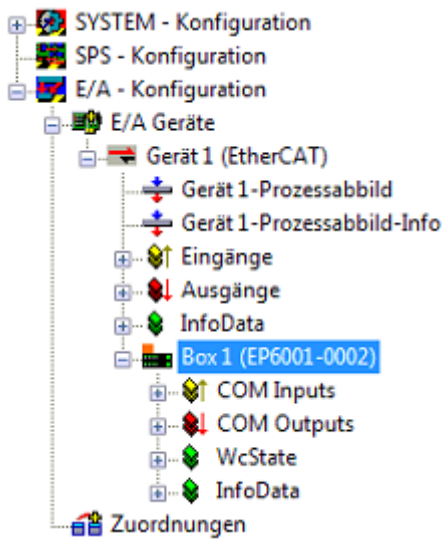 SYSTEM - Konfiguration
SPS - Konfiguration
E/A - Konfiguration
E/A Geräte
Gerät 1 (EtherCAT)
Gerät 1-Prozessabbild
Gerät 1-Prozessabbild-Info
Eingänge
Ausgänge
InfoData
Box 1 (EP6001-0002)
COM Inputs
COM Outputs
WcState
InfoData
Zuordnungen